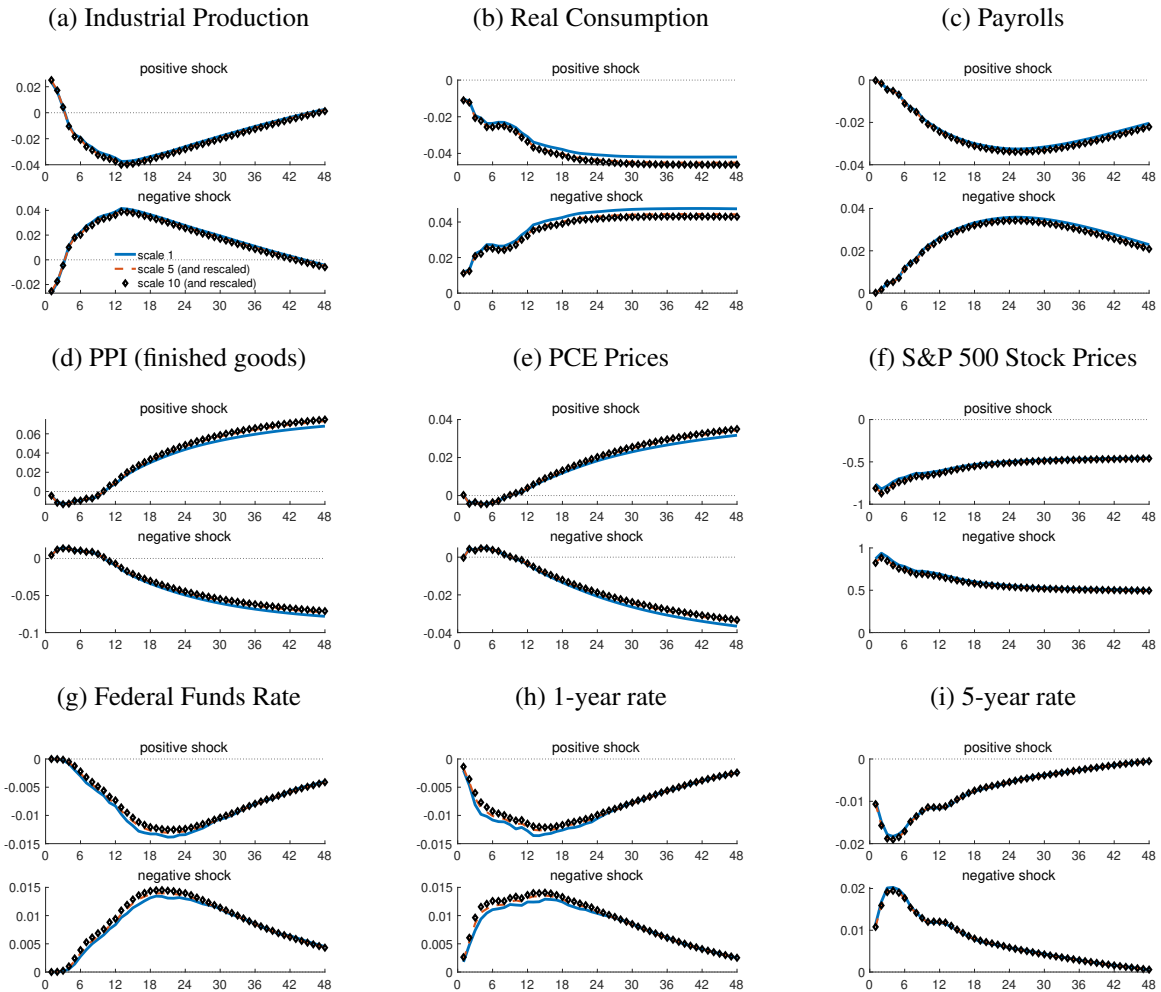 (a) Industrial Production
(b) Real Consumption
(c) Payrolls
positive shock
0.02
0
-0.02
-0.04
0 6 12 18 24 30 36 42 48
negative shock
0.04
0.02
0
-0.02
0 6 12 18 24 30 36 42 48
scale 1
scale 5 (and rescaled)
scale 10 (and rescaled)
positive shock
0
-0.02
-0.04
0 6 12 18 24 30 36 42 48
negative shock
0.04
0.02
0
0 6 12 18 24 30 36 42 48
positive shock
0
-0.02
-0.04
0 6 12 18 24 30 36 42 48
negative shock
0.04
0.02
0
0 6 12 18 24 30 36 42 48
(d) PPI (finished goods)
(e) PCE Prices
(f) S&P 500 Stock Prices
positive shock
0.06
0.04
0.02
0
0 6 12 18 24 30 36 42 48
negative shock
0
-0.05
-0.1
0 6 12 18 24 30 36 42 48
positive shock
0.04
0.02
0
0 6 12 18 24 30 36 42 48
negative shock
0
-0.02
-0.04
0 6 12 18 24 30 36 42 48
positive shock
0
-0.5
-1
0 6 12 18 24 30 36 42 48
negative shock
1
0.5
0
0 6 12 18 24 30 36 42 48
(g) Federal Funds Rate
(h) 1-year rate
(i) 5-year rate
positive shock
0
-0.005
-0.01
-0.015
0 6 12 18 24 30 36 42 48
negative shock
0.015
0.01
0.005
0
0 6 12 18 24 30 36 42 48
positive shock
0
-0.005
-0.01
-0.015
0 6 12 18 24 30 36 42 48
negative shock
0.015
0.01
0.005
0
0 6 12 18 24 30 36 42 48
positive shock
0
-0.01
-0.02
0 6 12 18 24 30 36 42 48
negative shock
0.02
0.01
0
0 6 12 18 24 30 36 42 48